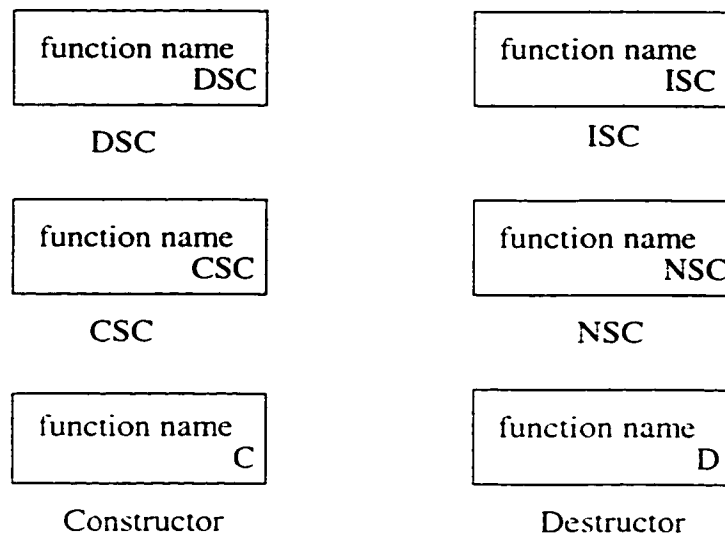 function name
DSC
DSC
function name
ISC
ISC
function name
CSC
CSC
function name
NSC
NSC
function name
C
Constructor
function name
D
Destructor